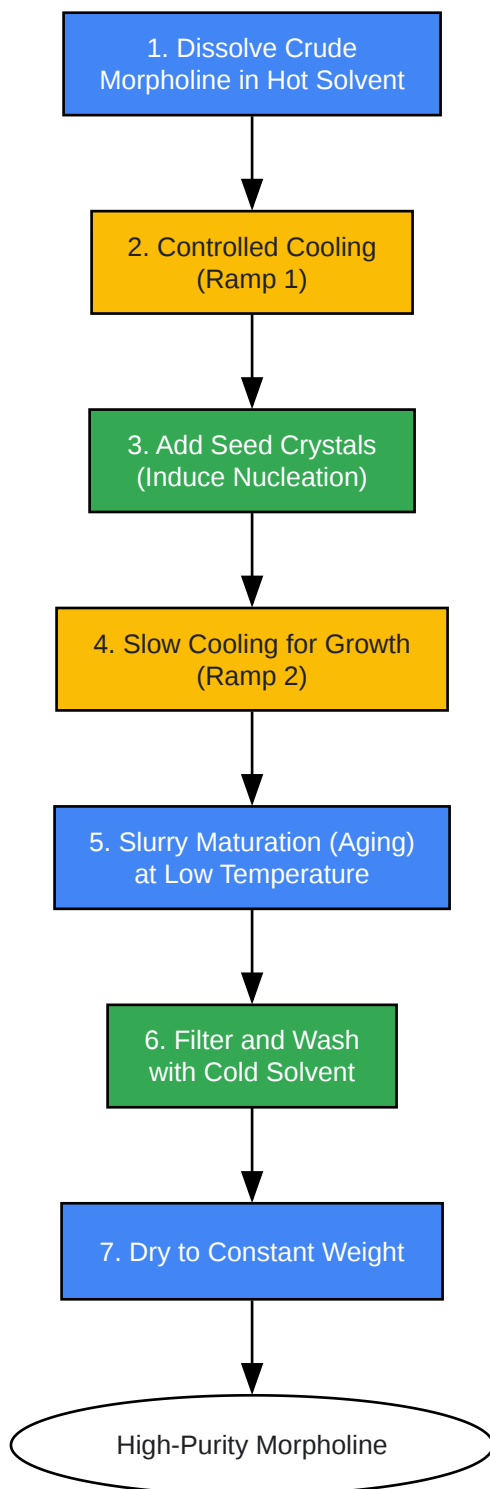 1. Dissolve Crude
Morpholine in Hot Solvent
2. Controlled Cooling
(Ramp 1)
3. Add Seed Crystals
(Induce Nucleation)
4. Slow Cooling for Growth
(Ramp 2)
5. Slurry Maturation (Aging)
at Low Temperature
6. Filter and Wash
with Cold Solvent
7. Dry to Constant Weight
High-Purity Morpholine